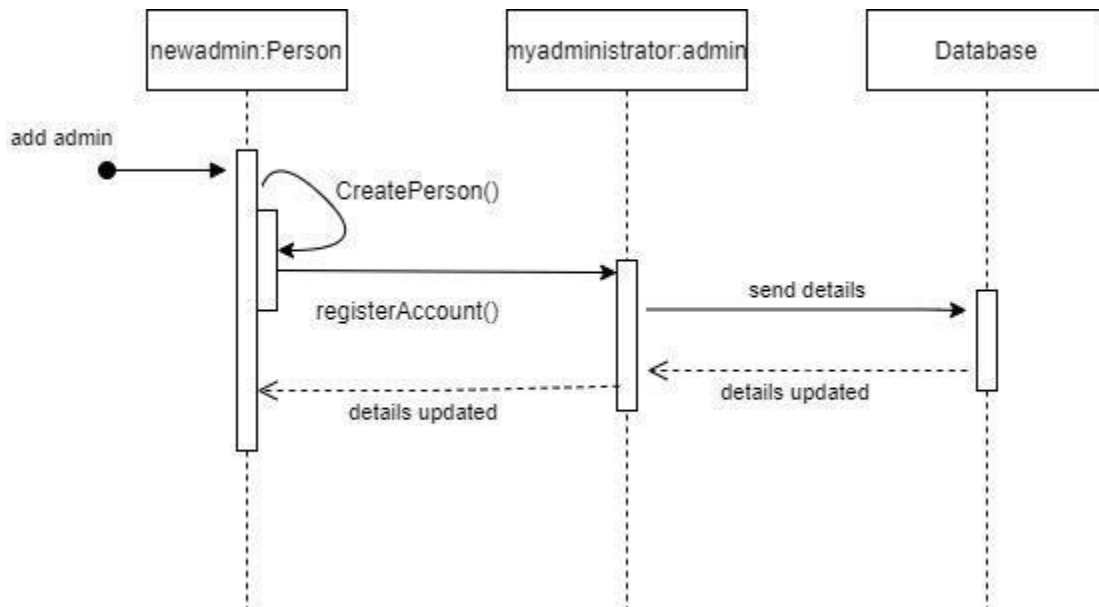 newadmin:Person
myadministrator:admin
Database
add admin
CreatePerson()
registerAccount()
send details
details updated
details updated